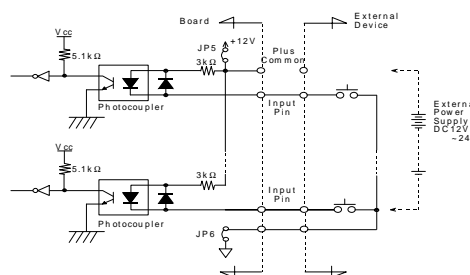 Board
External
Device
Vcc
5.1kΩ
JP5
+12V
3kΩ
Plus
Common
Photocoupler
Input
Pin
External
Power
Supply
DC12V
~24
Vcc
5.1kΩ
3kΩ
Input
Pin
Photocoupler
JP6